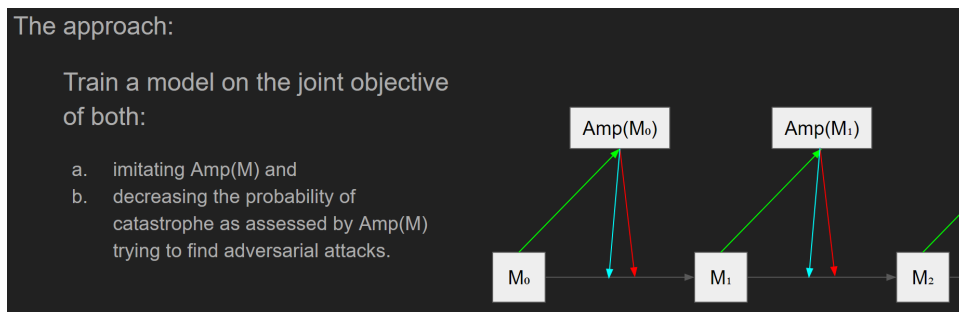 The approach:
Train a model on the joint objective
of both:
a. imitating Amp(M) and
b. decreasing the probability of
catastrophe as assessed by Amp(M)
trying to find adversarial attacks.
Amp(M₀)
Amp(M₁)
M₀
M₁
M₂